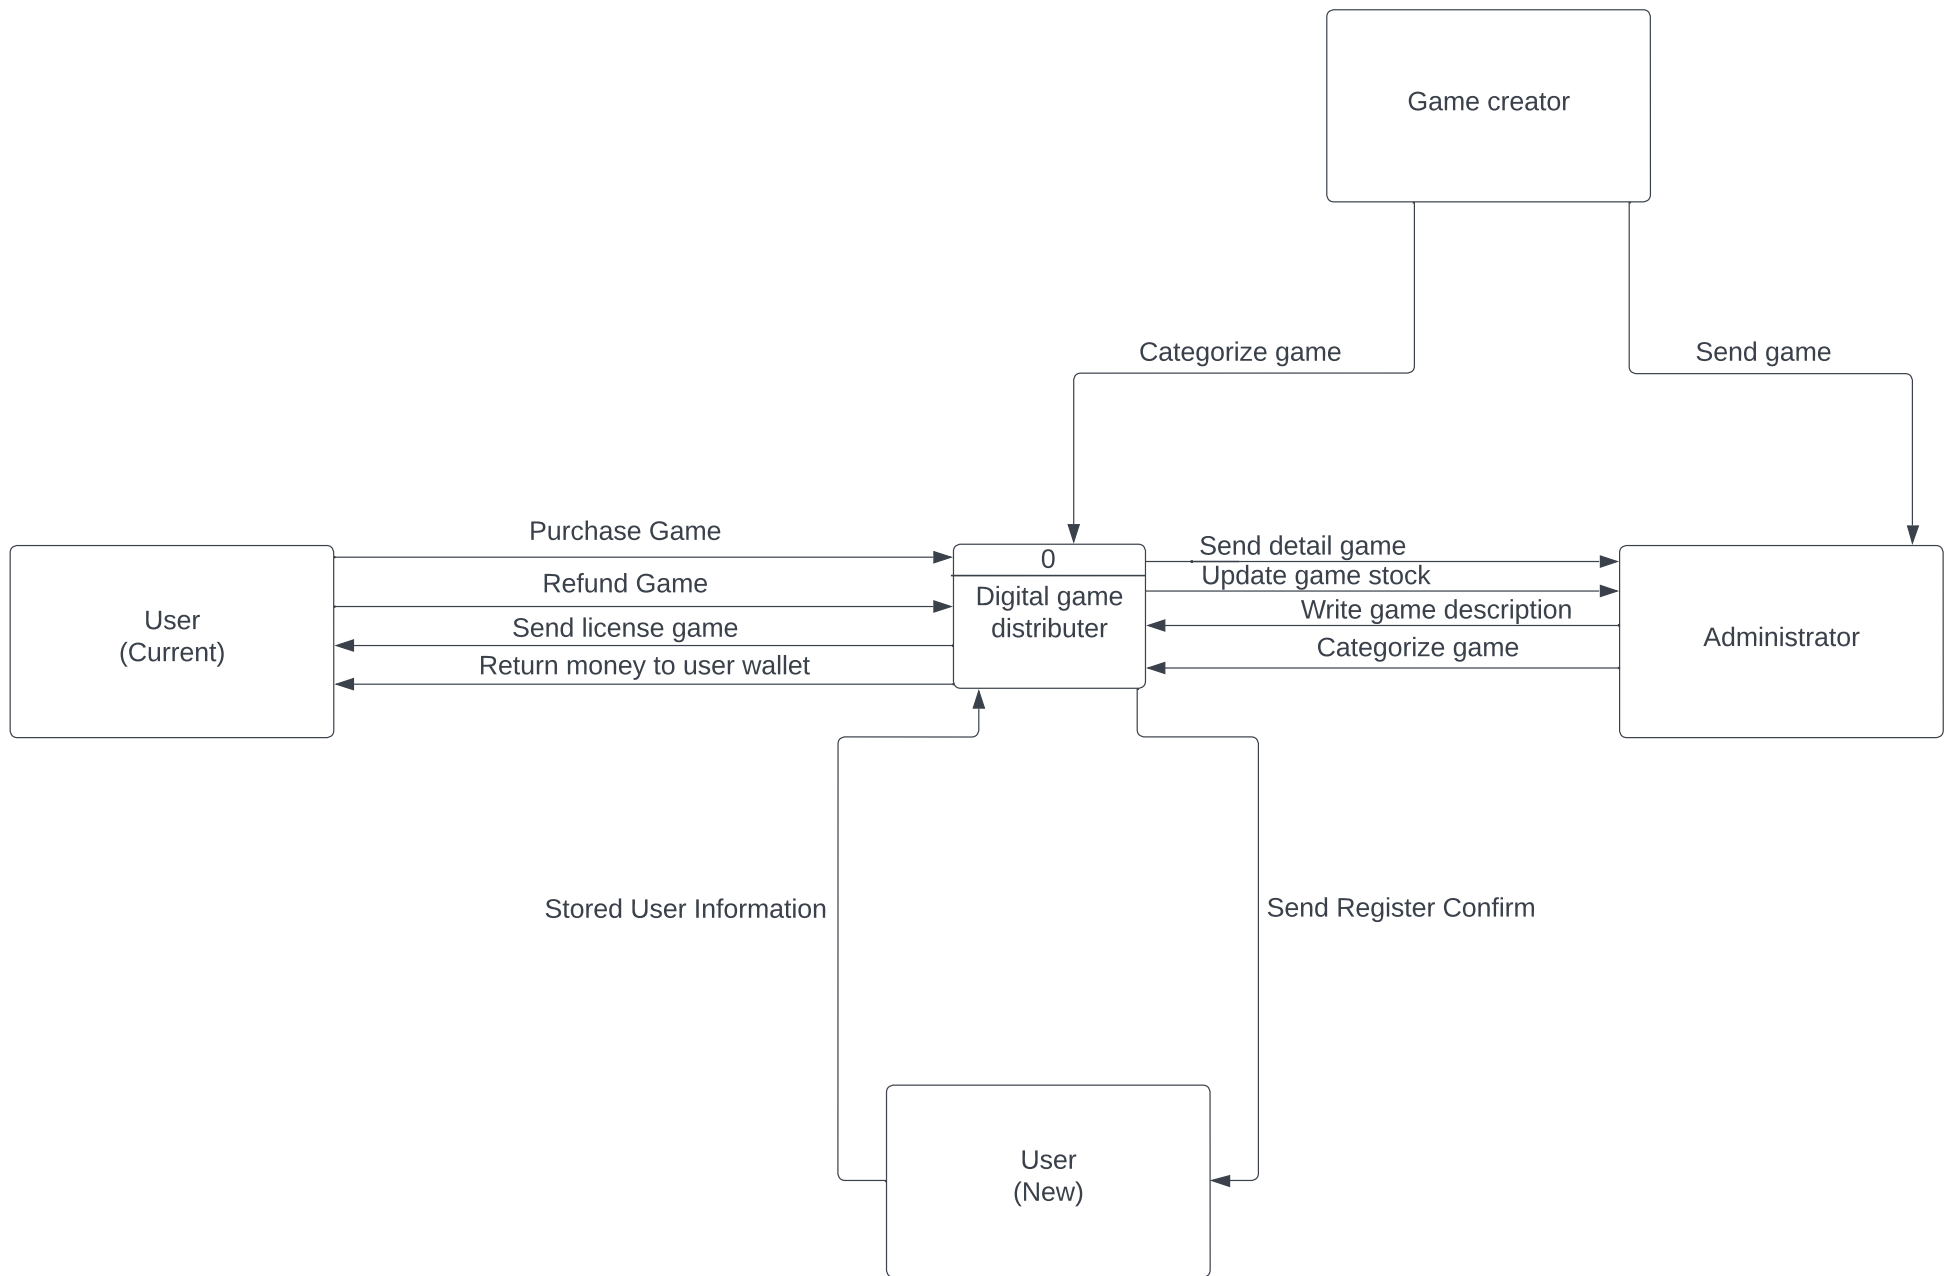 Game creator
Categorize game
Send game
Purchase Game
Refund Game
Send license game
Return money to user wallet
User
(Current)
0
Digital game
distributer
Send detail game
Update game stock
Write game description
Categorize game
Administrator
Stored User Information
Send Register Confirm
User
(New)